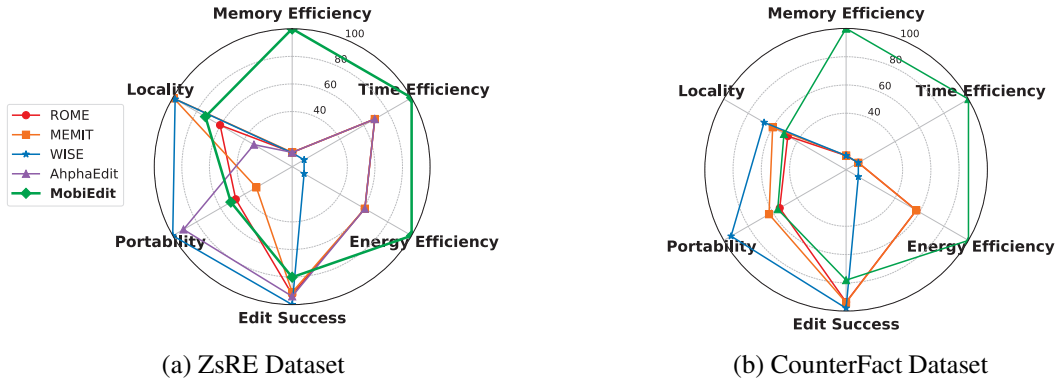 Memory Efficiency
100
80
60
40
Time Efficiency
Locality
Energy Efficiency
Portability
Edit Success
ROME
MEMIT
WISE
AhphaEdit
MobiEdit
(a) ZsRE Dataset
Memory Efficiency
100
80
60
40
Time Efficiency
Locality
Energy Efficiency
Portability
Edit Success
(b) CounterFact Dataset